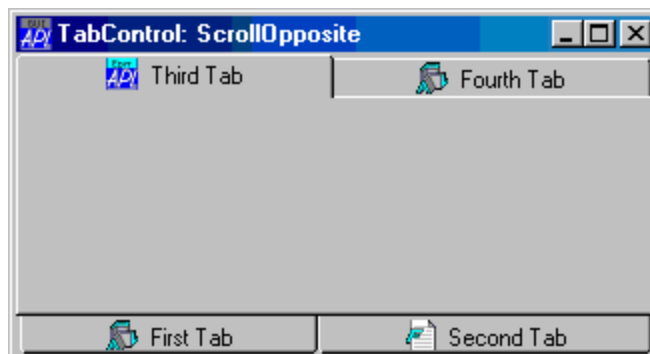 TabControl: ScrollOpposite
Third Tab
Fourth Tab
First Tab
Second Tab